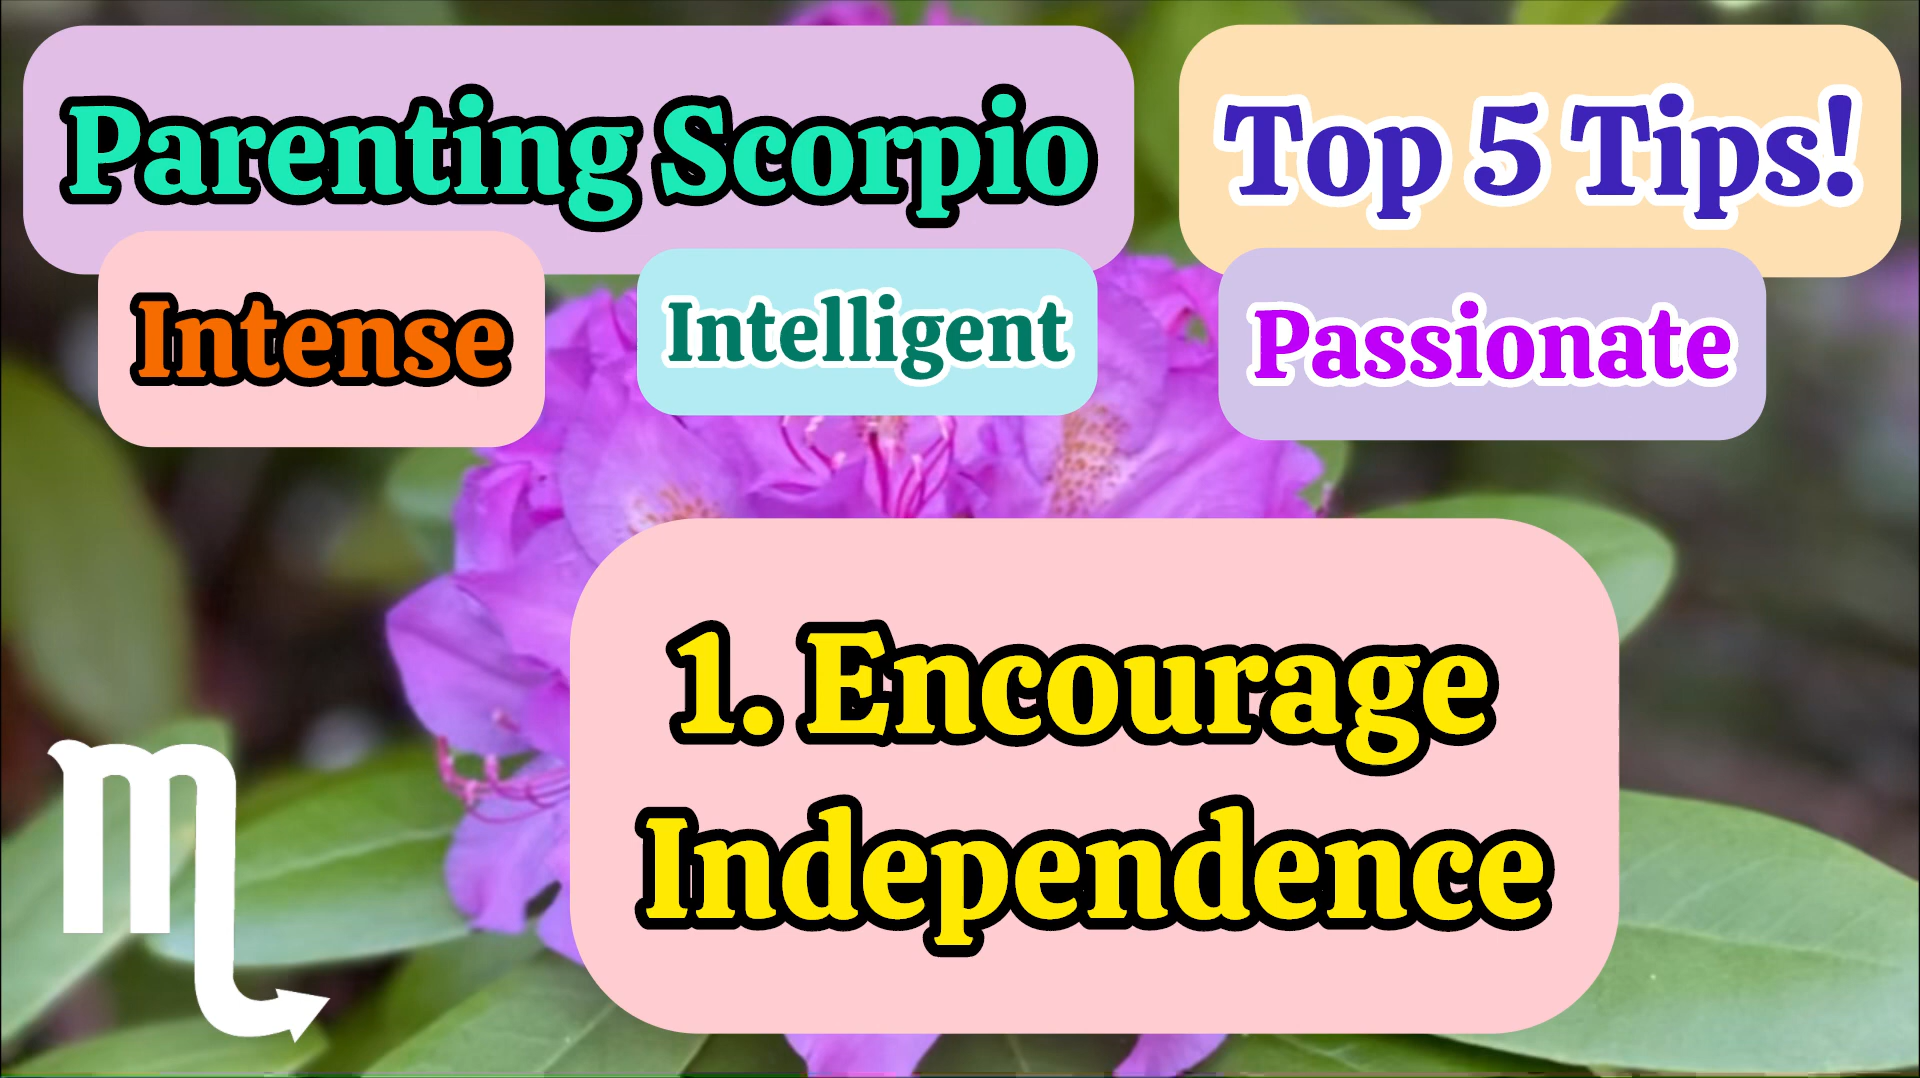 Parenting Scorpio
Top 5 Tips!
Intense
Intelligent
Passionate
1. Encourage
Independence